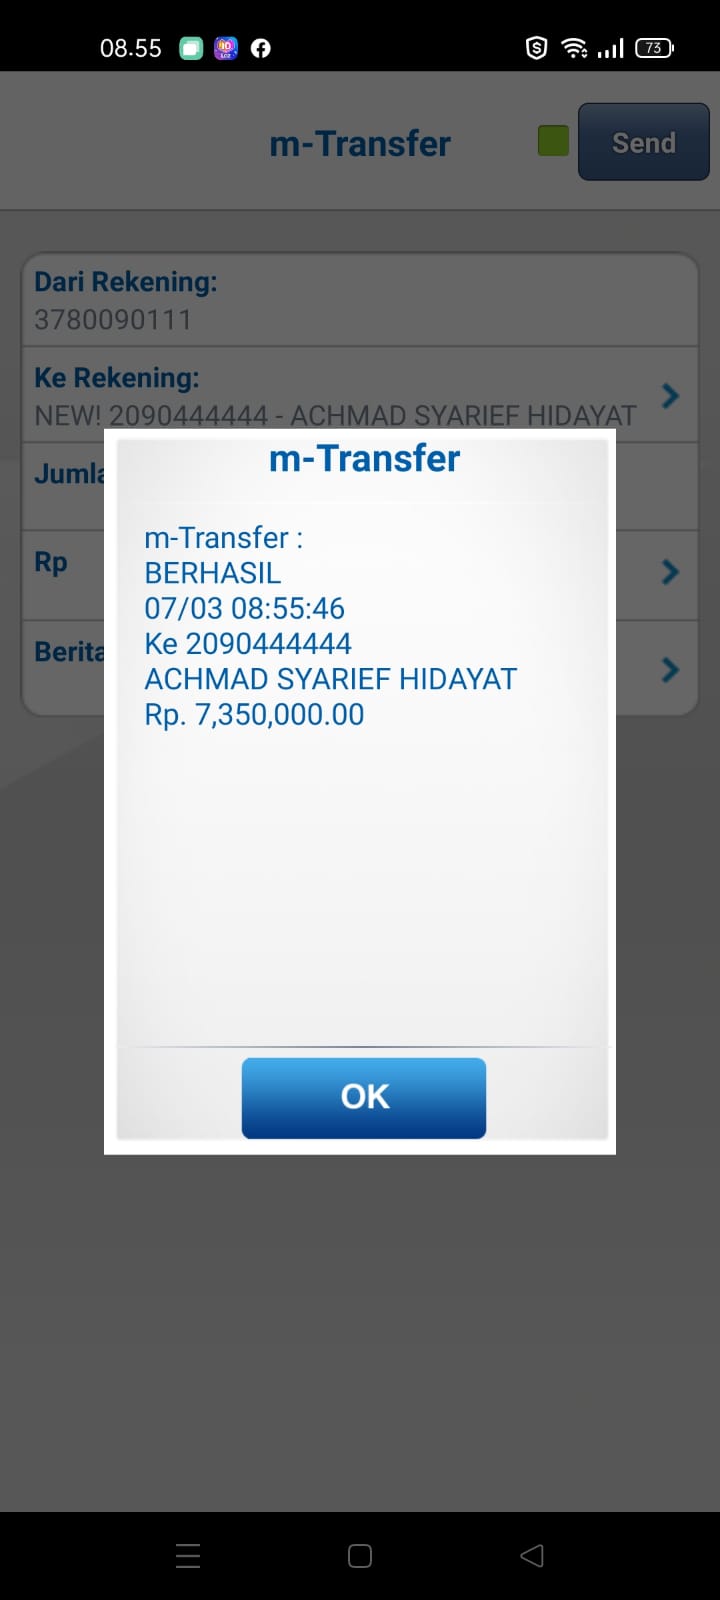 08.55
73
m-Transfer
Send
Dari Rekening:
3780090111
Ke Rekening:
NEW! 2090444444 - ACHMAD SYARIEF HIDAYAT
Jumla
Rp
Berita
m-Transfer
m-Transfer :
BERHASIL
07/03 08:55:46
Ke 2090444444
ACHMAD SYARIEF HIDAYAT
Rp. 7,350,000.00
OK